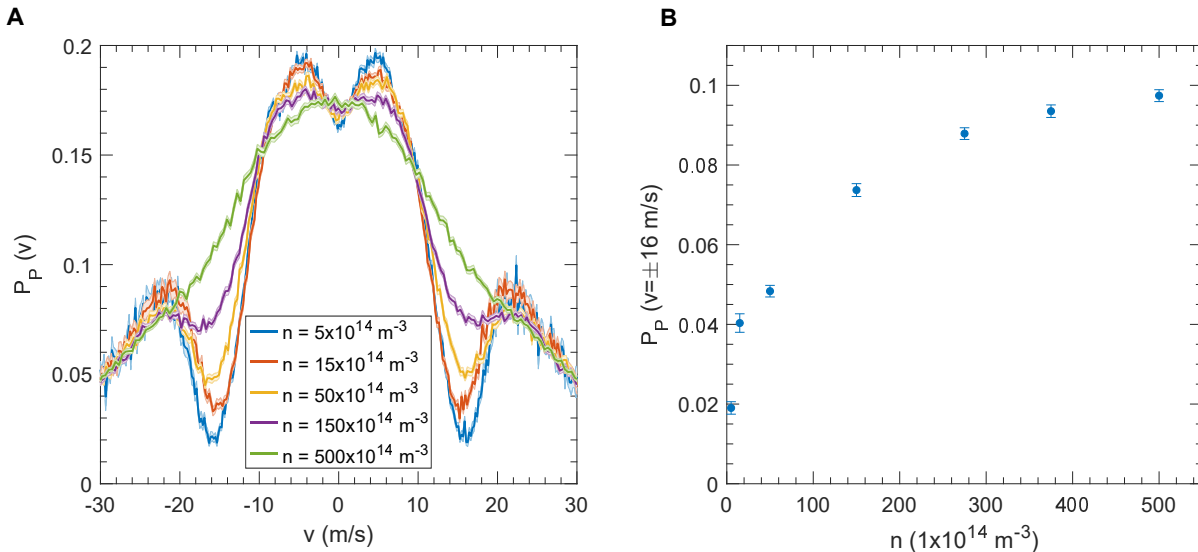 A
0.2
0.15
0.1
0.05
0
-30
-20
-10
0
10
20
30
P_P (v)
v (m/s)
n = 5x10^14 m^-3
n = 15x10^14 m^-3
n = 50x10^14 m^-3
n = 150x10^14 m^-3
n = 500x10^14 m^-3
B
0.1
0.08
0.06
0.04
0.02
0
0
100
200
300
400
500
P_P (v=±16 m/s)
n (1x10^14 m^-3)